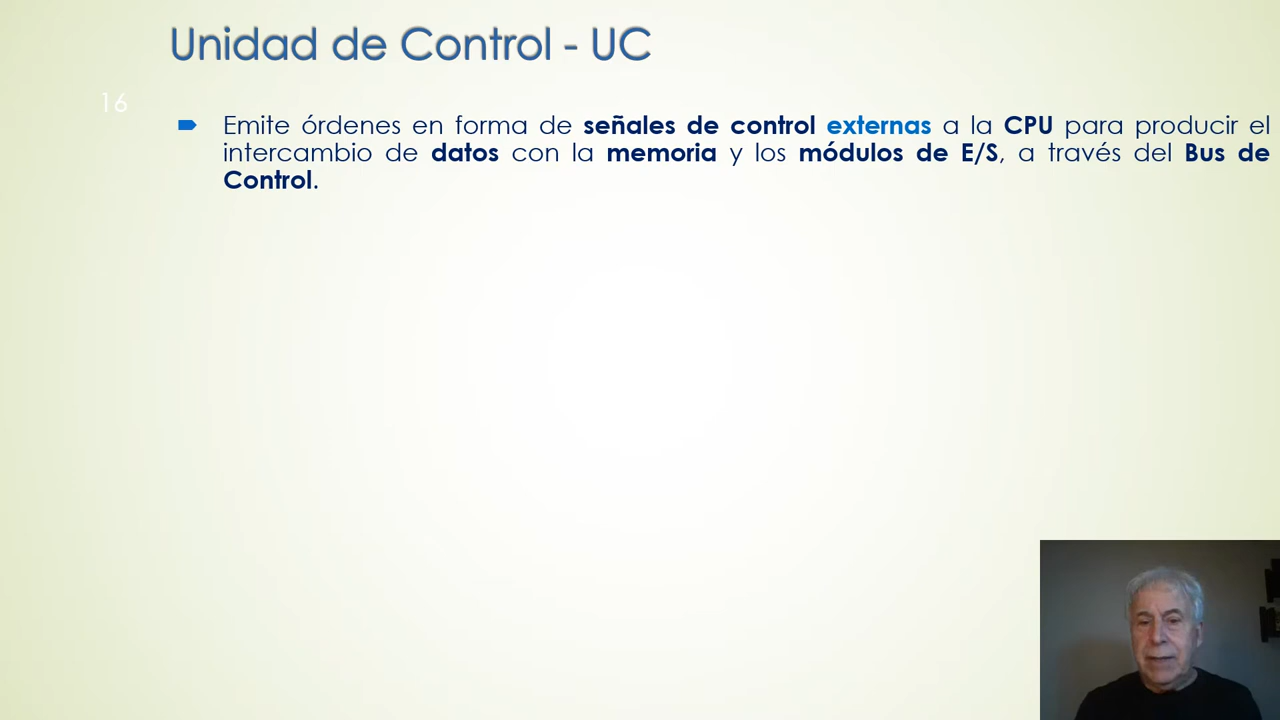 Unidad de Control - UC
16
Emite órdenes en forma de señales de control externas a la CPU para producir el
intercambio de datos con la memoria y los módulos de E/S, a través del Bus de
Control.